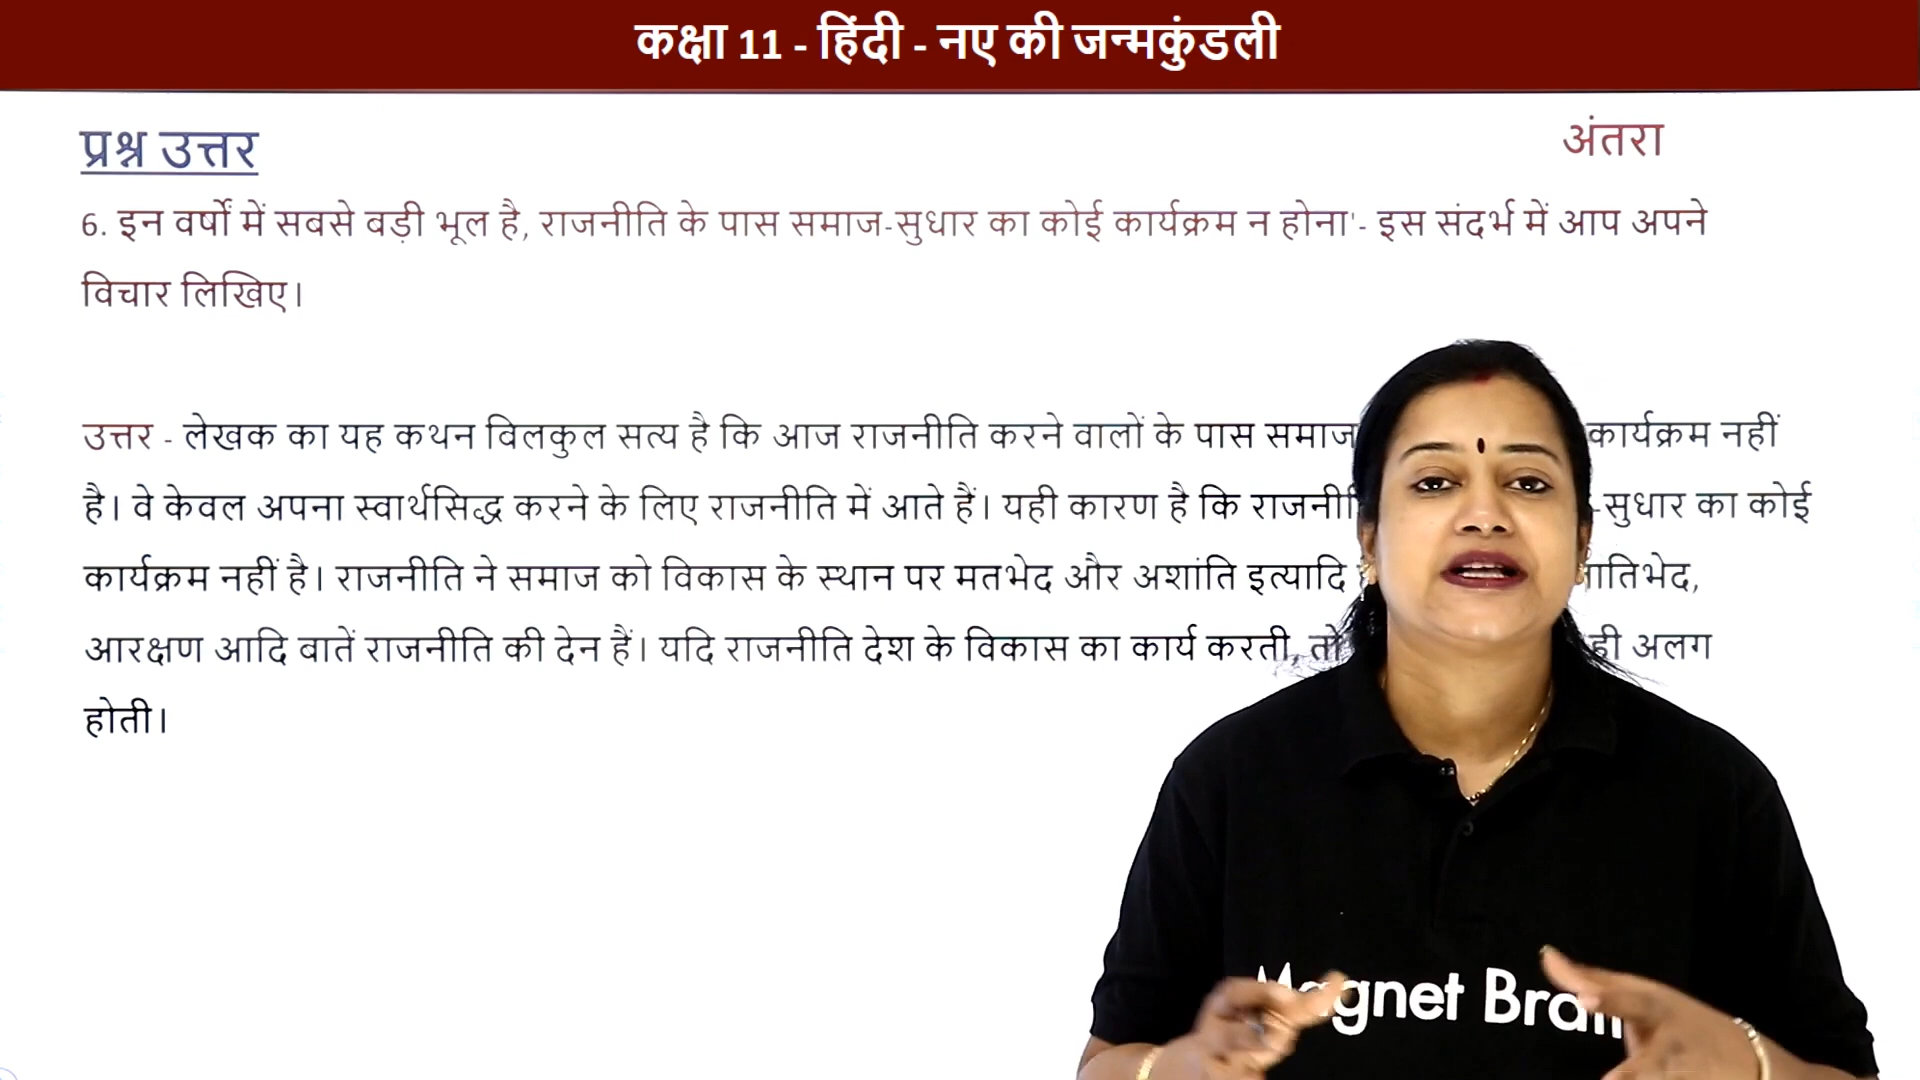 कक्षा 11 - हिंदी - नए की जन्मकुंडली
प्रश्न उत्तर
अंतरा
6. इन वर्षों में सबसे बड़ी भूल है, राजनीति के पास समाज-सुधार का कोई कार्यक्रम न होना'- इस संदर्भ में आप अपने
विचार लिखिए।
उत्तर - लेखक का यह कथन विलकुल सत्य है कि आज राजनीति करने वालों के पास समाज कार्यक्रम नहीं
है। वे केवल अपना स्वार्थसिद्ध करने के लिए राजनीति में आते हैं। यही कारण है कि -सुधार का कोई
कार्यक्रम नहीं है। राजनीति ने समाज को विकास के स्थान पर मतभेद और अशांति इत्यादि
आरक्षण आदि बातें राजनीति की देन हैं। यदि राजनीति देश के विकास का कार्य करती, तो ही अलग
होती।
Magnet